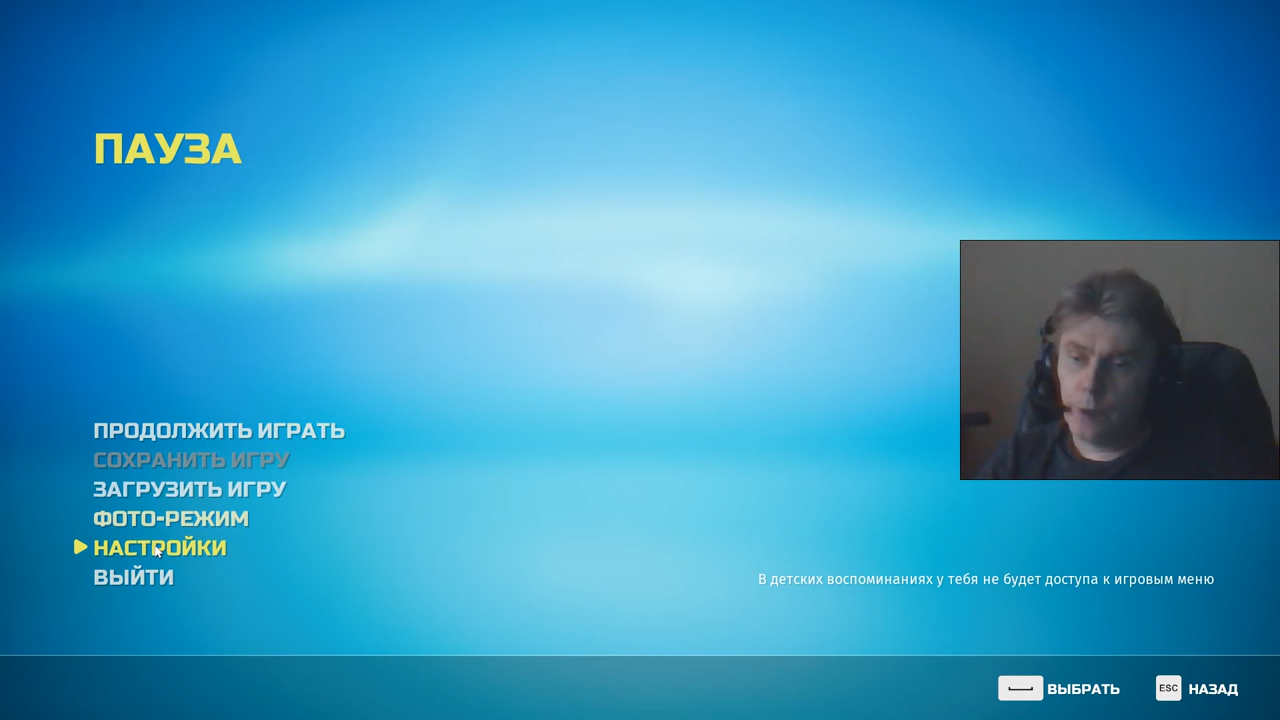 ПАУЗА
ПРОДОЛЖИТЬ ИГРАТЬ
СОХРАНИТЬ ИГРУ
ЗАГРУЗИТЬ ИГРУ
ФОТО-РЕЖИМ
НАСТРОЙКИ
ВЫЙТИ
В детских воспоминаниях у тебя не будет доступа к игровым меню
ВЫБРАТЬ
ESC НАЗАД